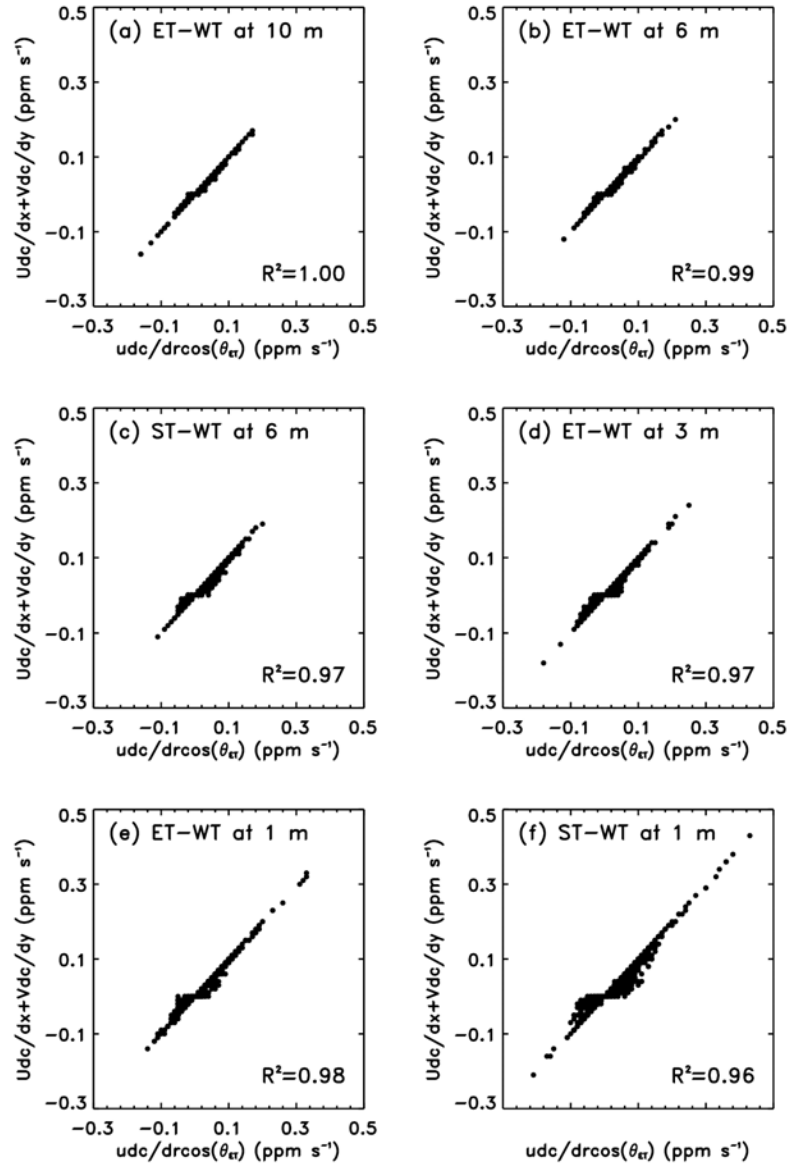 (a) ET-WT at 10 m
Udc/dx+Vdc/dy (ppm s⁻¹)
0.5
0.3
0.1
-0.1
-0.3
R²=1.00
-0.3 -0.1 0.1 0.3 0.5
udc/drcos(θET) (ppm s⁻¹)
(b) ET-WT at 6 m
Udc/dx+Vdc/dy (ppm s⁻¹)
0.5
0.3
0.1
-0.1
-0.3
R²=0.99
-0.3 -0.1 0.1 0.3 0.5
udc/drcos(θET) (ppm s⁻¹)
(c) ST-WT at 6 m
Udc/dx+Vdc/dy (ppm s⁻¹)
0.5
0.3
0.1
-0.1
-0.3
R²=0.97
-0.3 -0.1 0.1 0.3 0.5
udc/drcos(θET) (ppm s⁻¹)
(d) ET-WT at 3 m
Udc/dx+Vdc/dy (ppm s⁻¹)
0.5
0.3
0.1
-0.1
-0.3
R²=0.97
-0.3 -0.1 0.1 0.3 0.5
udc/drcos(θET) (ppm s⁻¹)
(e) ET-WT at 1 m
Udc/dx+Vdc/dy (ppm s⁻¹)
0.5
0.3
0.1
-0.1
-0.3
R²=0.98
-0.3 -0.1 0.1 0.3 0.5
udc/drcos(θET) (ppm s⁻¹)
(f) ST-WT at 1 m
Udc/dx+Vdc/dy (ppm s⁻¹)
0.5
0.3
0.1
-0.1
-0.3
R²=0.96
udc/drcos(θET) (ppm s⁻¹)